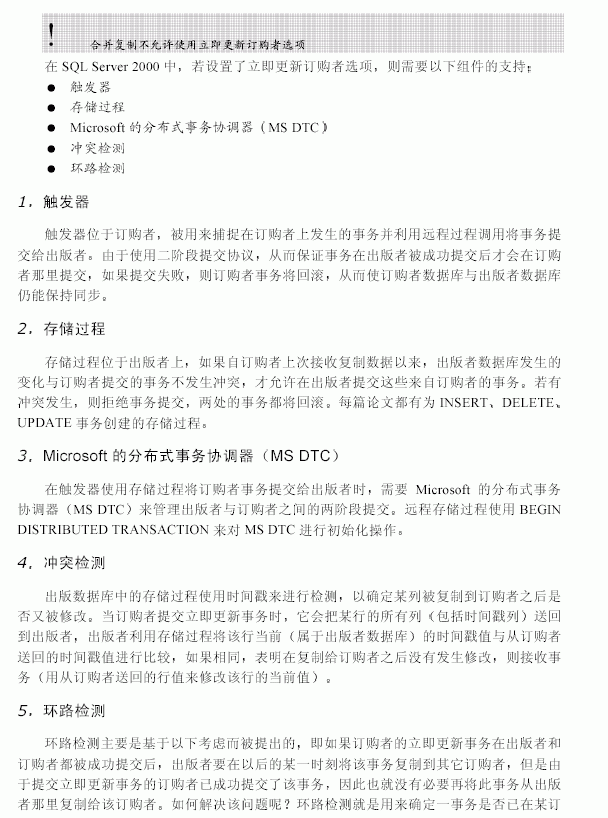 !
合并复制不允许使用立即更新订购者选项
在 SQL Server 2000 中，若设置了立即更新订购者选项，则需要以下组件的支持：
● 触发器
● 存储过程
● Microsoft 的分布式事务协调器（MS DTC）
● 冲突检测
● 环路检测
1．触发器
触发器位于订购者，被用来捕捉在订购者上发生的事务并利用远程过程调用将事务提
交给出版者。由于使用二阶段提交协议，从而保证事务在出版者被成功提交后才会在订购
者那里提交，如果提交失败，则订购者事务将回滚，从而使订购者数据库与出版者数据库
仍能保持同步。
2．存储过程
存储过程位于出版者上，如果自订购者上次接收复制数据以来，出版者数据库发生的
变化与订购者提交的事务不发生冲突，才允许在出版者提交这些来自订购者的事务。若有
冲突发生，则拒绝事务提交，两处的事务都将回滚。每篇论文都有为 INSERT、DELETE、
UPDATE 事务创建的存储过程。
3．Microsoft 的分布式事务协调器（MS DTC）
在触发器使用存储过程将订购者事务提交给出版者时，需要 Microsoft 的分布式事务
协调器（MS DTC）来管理出版者与订购者之间的两阶段提交。远程存储过程使用 BEGIN
DISTRIBUTED TRANSACTION 来对 MS DTC 进行初始化操作。
4．冲突检测
出版数据库中的存储过程使用时间戳来进行检测，以确定某列被复制到订购者之后是
否又被修改。当订购者提交立即更新事务时，它会把某行的所有列（包括时间戳列）送回
到出版者，出版者利用存储过程将该行当前（属于出版者数据库）的时间戳值与从订购者
送回的时间戳值进行比较，如果相同，表明在复制给订购者之后没有发生修改，则接收事
务（用从订购者送回的行值来修改该行的当前值）。
5．环路检测
环路检测主要是基于以下考虑而被提出的，即如果订购者的立即更新事务在出版者和
订购者都被成功提交后，出版者要在以后的某一时刻将该事务复制到其它订购者，但是由
于提交立即更新事务的订购者已成功提交了该事务，因此也就没有必要再将此事务从出版
者那里复制给该订购者。如何解决该问题呢？环路检测就是用来确定一事务是否已在某订